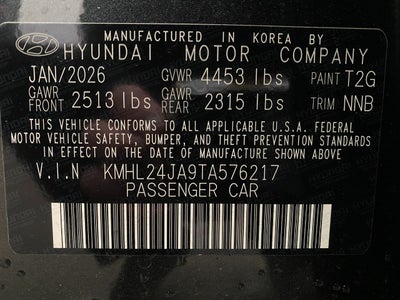 MANUFACTURED IN KOREA BY
HYUNDAI MOTOR COMPANY
JAN/2026 GVWR 4453 lbs PAINT T2G
GAWR FRONT 2513 lbs GAWR REAR 2315 lbs TRIM NNB
THIS VEHICLE CONFORMS TO ALL APPLICABLE U.S.A. FEDERAL
MOTOR VEHICLE SAFETY, BUMPER, AND THEFT PREVENTION STANDARDS
IN EFFECT ON THE DATE OF MANUFACTURE SHOWN ABOVE.
V.I.N KMHL24JA9TA576217
PASSENGER CAR